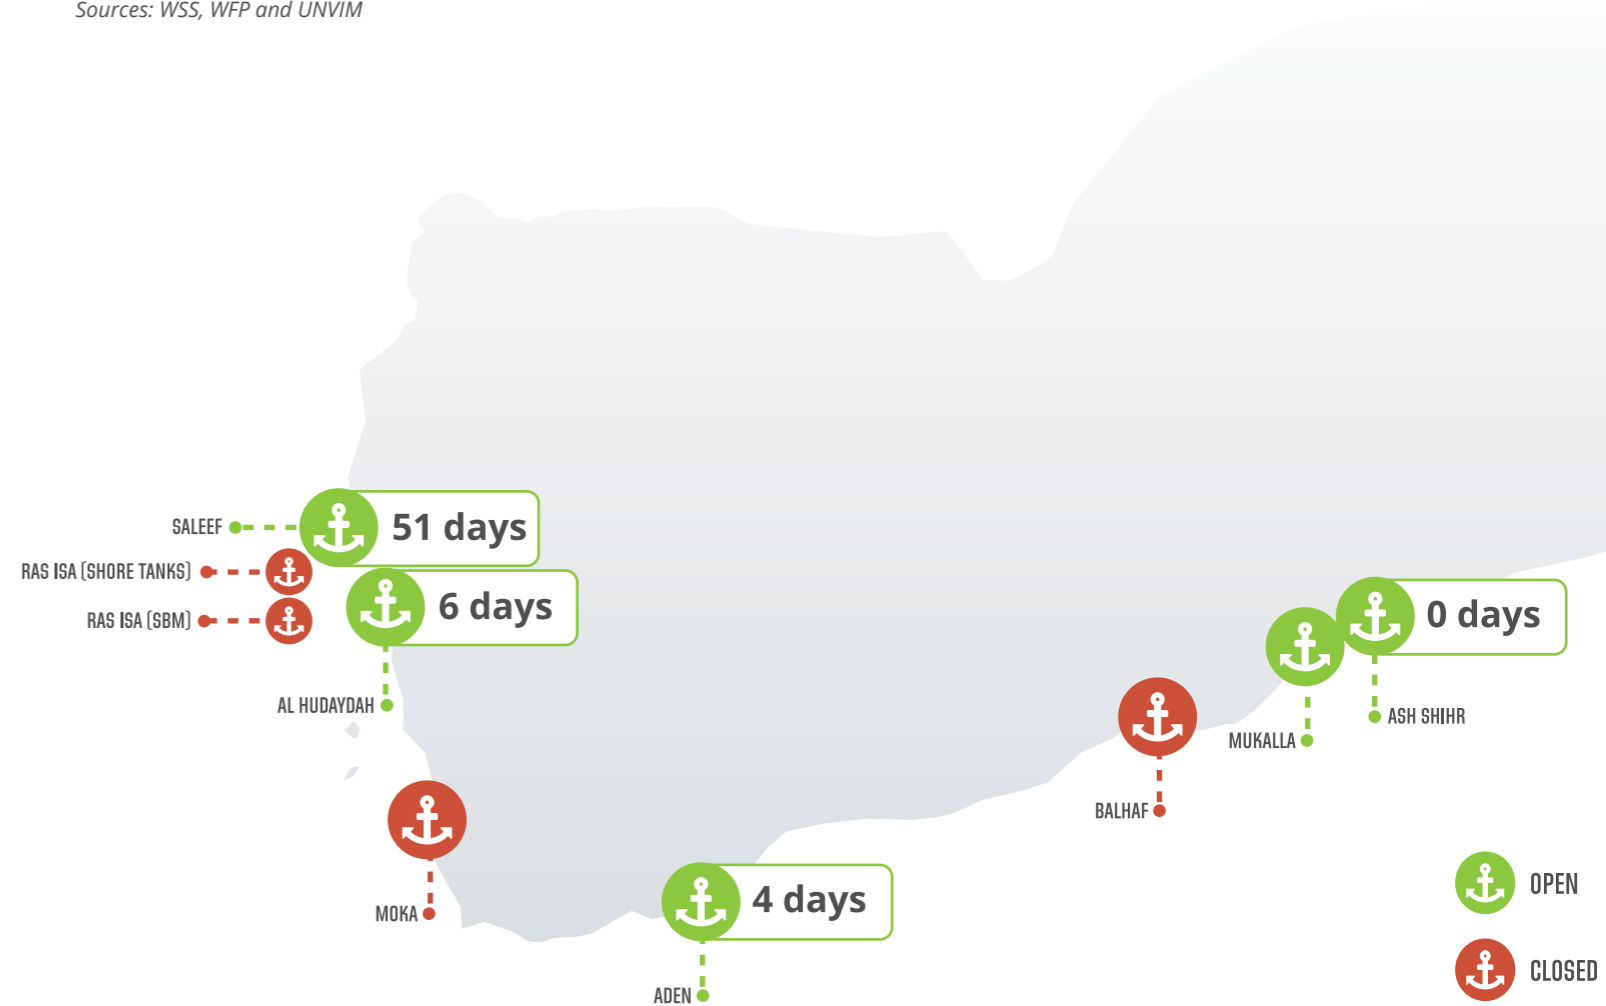 Sources: WSS, WFP and UNVIM
SALEEF
51 days
RAS ISA (SHORE TANKS)
6 days
RAS ISA (SBM)
0 days
AL HUDAYDAH
ASH SHIHR
MUKALLA
BALHAF
OPEN
4 days
MOKA
CLOSED
ADEN